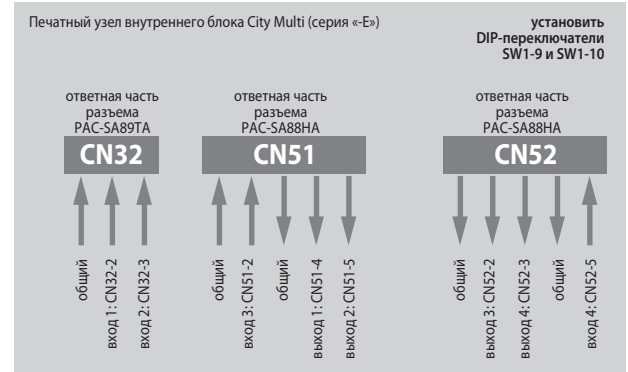 Печатный узел внутреннего блока City Multi (серия «-E»)
установить
DIP-переключатели
SW1-9 и SW1-10
ответная часть
разъема
PAC-SA89TA
CN32
общий
вход 1: CN32-2
вход 2: CN32-3
ответная часть
разъема
PAC-SA88HA
CN51
общий
вход 3: CN51-2
общий
выход 1: CN51-4
выход 2: CN51-5
ответная часть
разъема
PAC-SA88HA
CN52
общий
выход 3: CN52-2
выход 4: CN52-3
общий
вход 4: CN52-5